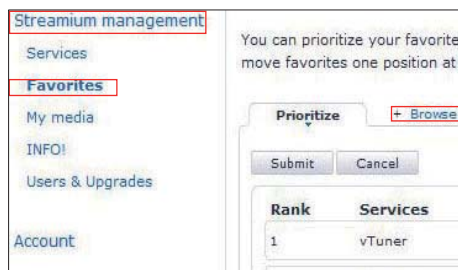 Streamium management
Services
Favorites
My media
INFO!
Users & Upgrades
Account
You can prioritize your favorite
move favorites one position at
Prioritize
+ Browse
Submit
Cancel
Rank Services
1 vTuner